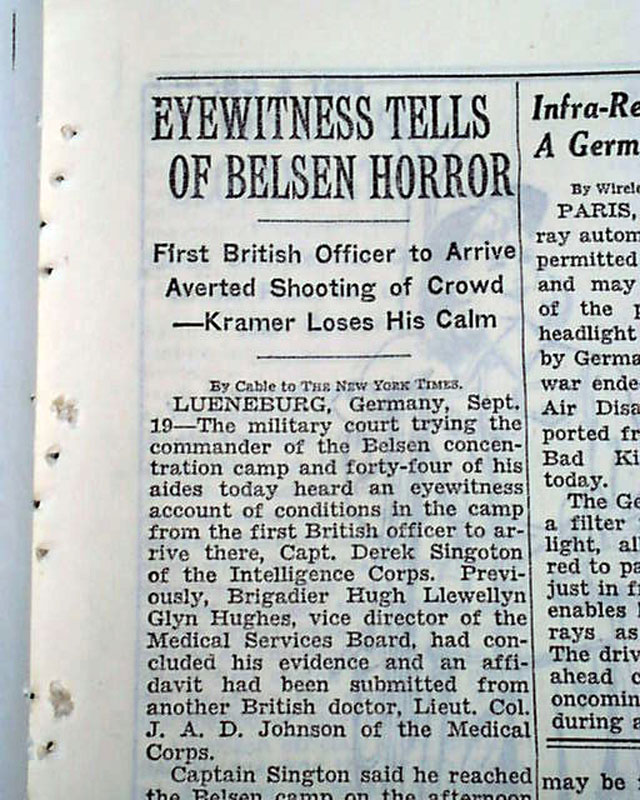 EYEWITNESS TELLS
OF BELSEN HORROR
First British Officer to Arrive
Averted Shooting of Crowd
—Kramer Loses His Calm
By Cable to THE NEW YORK TIMES.
LUENEBURG, Germany, Sept.
19—The military court trying the
commander of the Belsen concen-
tration camp and forty-four of his
aides today heard an eyewitness
account of conditions in the camp
from the first British officer to ar-
rive there, Capt. Derek Singoton
of the Intelligence Corps. Previ-
ously, Brigadier Hugh Llewellyn
Glyn Hughes, vice director of the
Medical Services Board, had con-
cluded his evidence and an affi-
davit had been submitted from
another British doctor, Lieut. Col.
J. A. D. Johnson of the Medical
Corps.
Captain Sington said he reached
the Belsen camp on the afternoon
Infra-Re
A Germ
By Wirele
PARIS,
ray autom
permitted
and may
of the p
headlight
by Germa
war ende
Air Disa
ported fr
Bad Ki
today.
The Ge
a filter
light, al
red to pa
just in f
enables
rays as
The driv
ahead c
oncomin
during a
may be